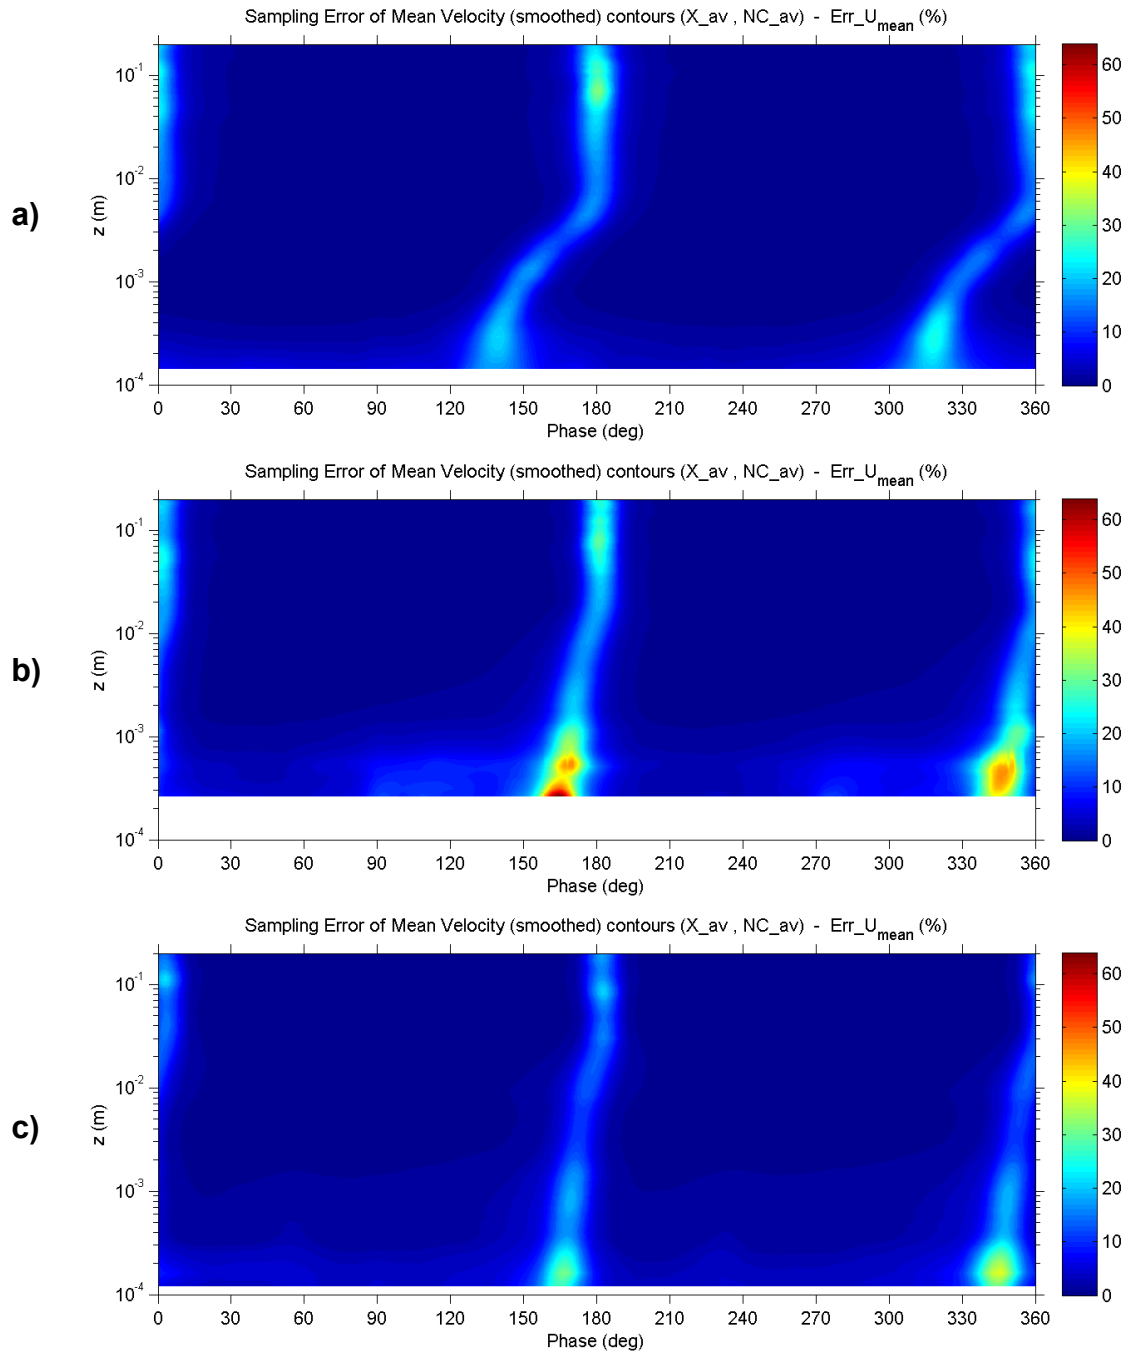 Sampling Error of Mean Velocity (smoothed) contours (X_av , NC_av) - Err_U_mean (%)
a)
z (m)
10^-1
10^-2
10^-3
10^-4
0 30 60 90 120 150 180 210 240 270 300 330 360
Phase (deg)
60
50
40
30
20
10
0
Sampling Error of Mean Velocity (smoothed) contours (X_av , NC_av) - Err_U_mean (%)
b)
z (m)
10^-1
10^-2
10^-3
10^-4
0 30 60 90 120 150 180 210 240 270 300 330 360
Phase (deg)
60
50
40
30
20
10
0
Sampling Error of Mean Velocity (smoothed) contours (X_av , NC_av) - Err_U_mean (%)
c)
z (m)
10^-1
10^-2
10^-3
10^-4
0 30 60 90 120 150 180 210 240 270 300 330 360
Phase (deg)
60
50
40
30
20
10
0